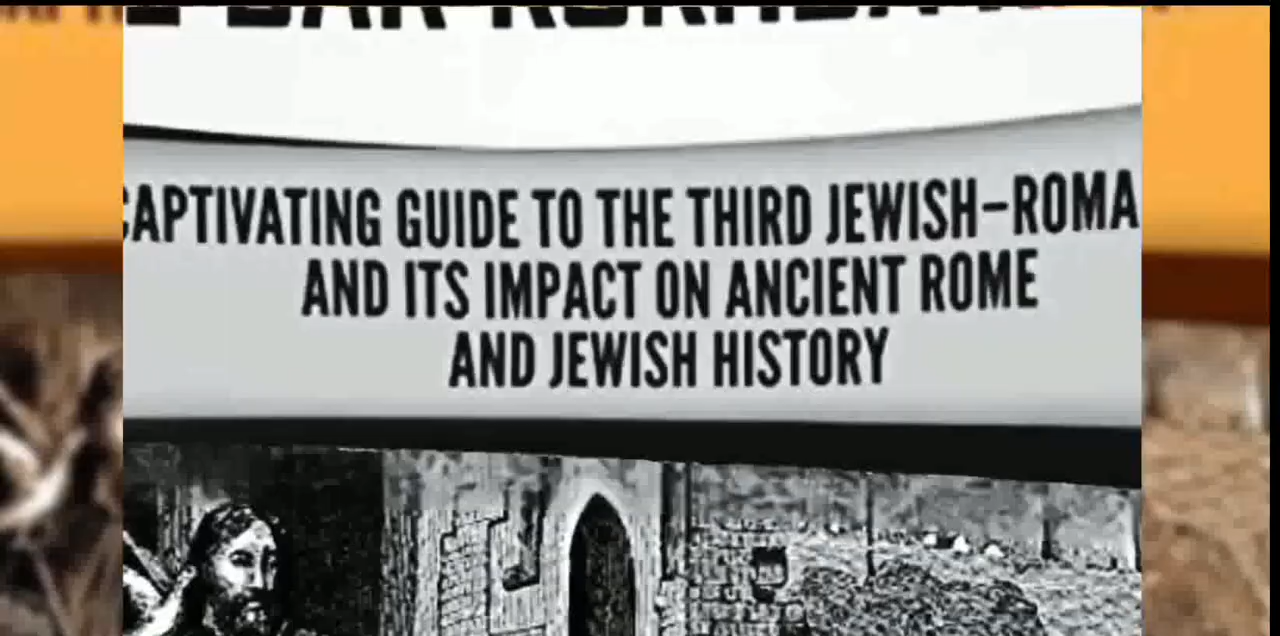 CAPTIVATING GUIDE TO THE THIRD JEWISH–ROMA
AND ITS IMPACT ON ANCIENT ROME
AND JEWISH HISTORY